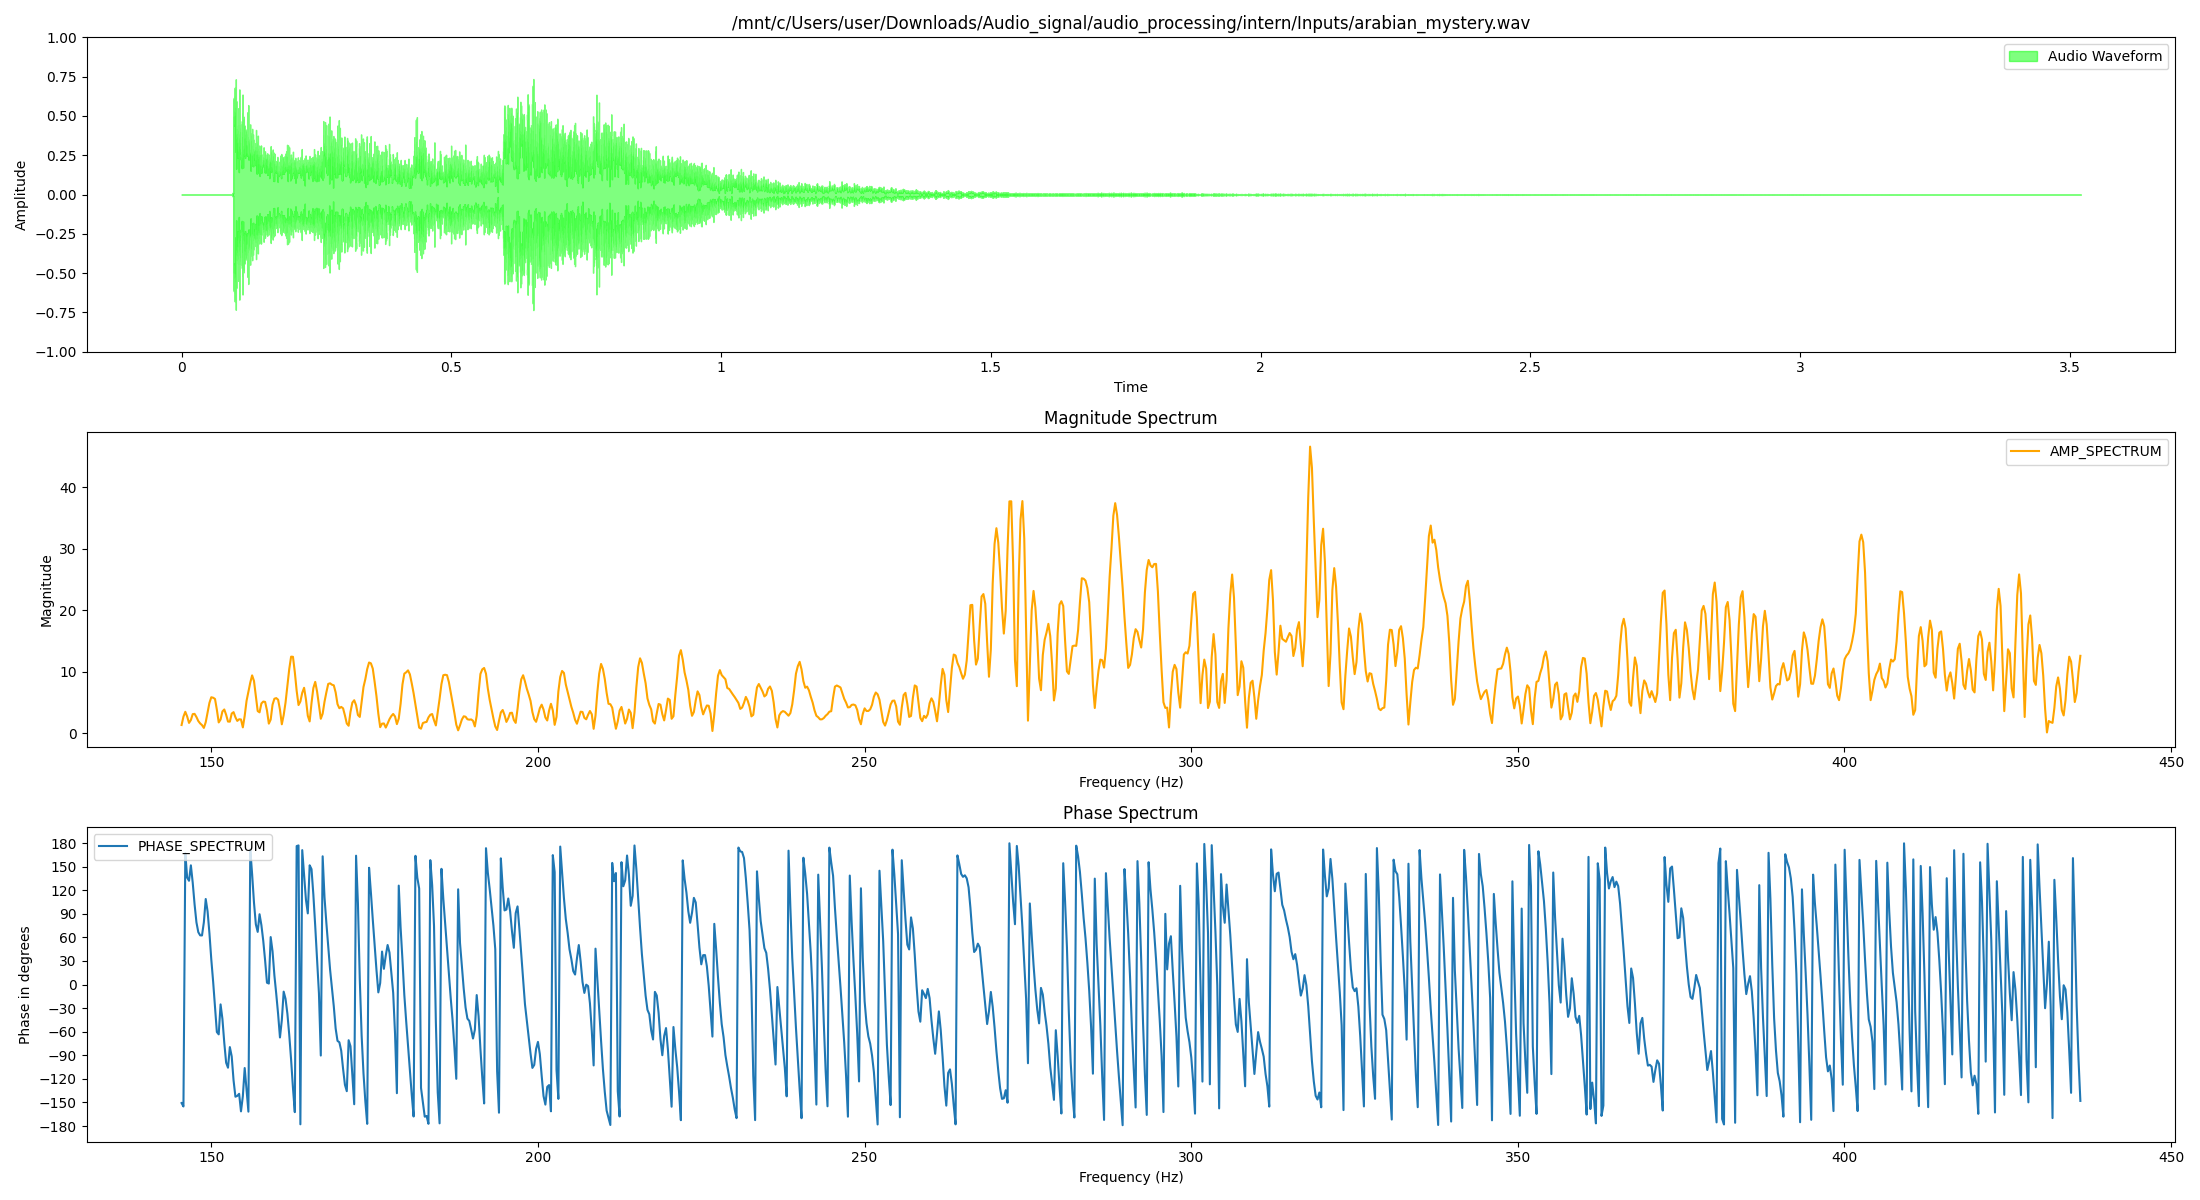 /mnt/c/Users/user/Downloads/Audio_signal/audio_processing/intern/Inputs/arabian_mystery.wav
1.00
0.75
0.50
0.25
0.00
−0.25
−0.50
−0.75
−1.00
Amplitude
Audio Waveform
0 0.5 1 1.5 2 2.5 3 3.5
Time
Magnitude Spectrum
40
30
20
10
0
Magnitude
AMP_SPECTRUM
150 200 250 300 350 400 450
Frequency (Hz)
Phase Spectrum
180
150
120
90
60
30
0
−30
−60
−90
−120
−150
−180
Phase in degrees
PHASE_SPECTRUM
150 200 250 300 350 400 450
Frequency (Hz)